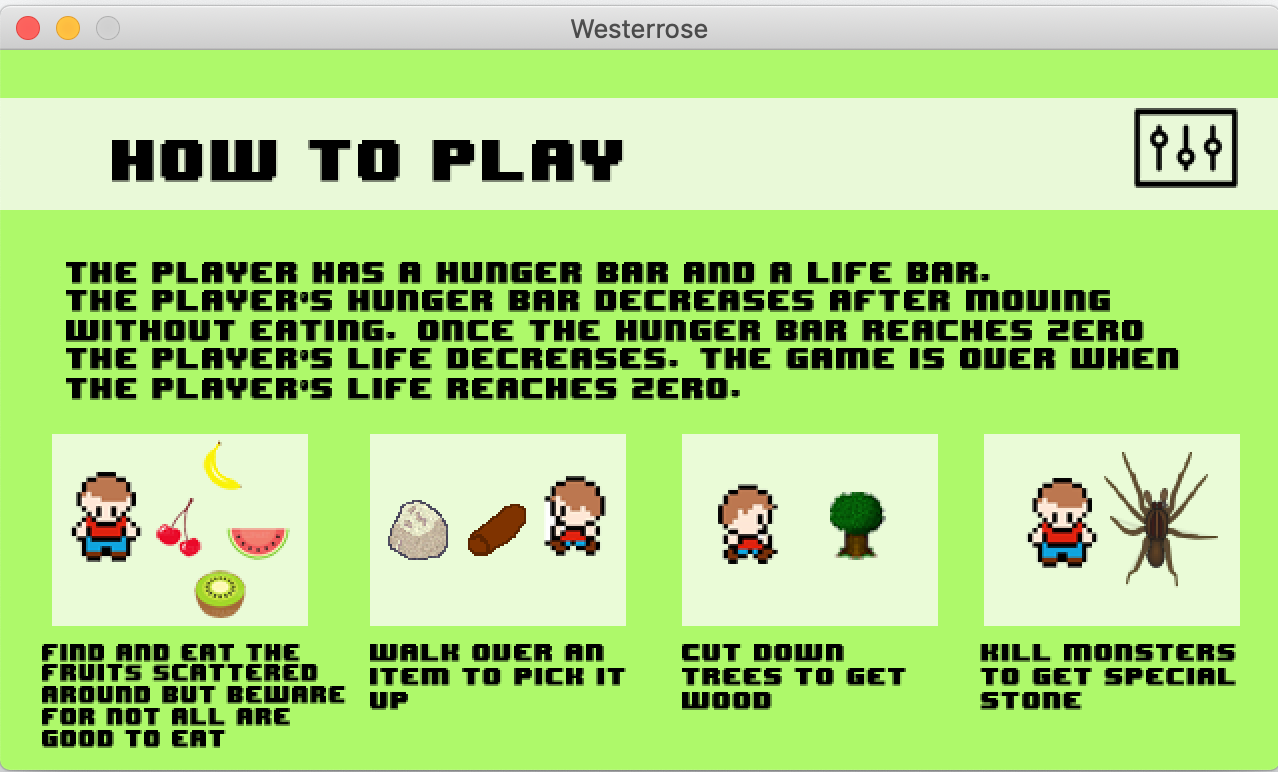 Westerrose
HOW TO PLAY
THE PLAYER HAS A HUNGER BAR AND A LIFE BAR.
THE PLAYER'S HUNGER BAR DECREASES AFTER MOVING
WITHOUT EATING. ONCE THE HUNGER BAR REACHES ZERO
THE PLAYER'S LIFE DECREASES. THE GAME IS OVER WHEN
THE PLAYER'S LIFE REACHES ZERO.
FIND AND EAT THE
FRUITS SCATTERED
AROUND BUT BEWARE
FOR NOT ALL ARE
GOOD TO EAT
WALK OVER AN
ITEM TO PICK IT
UP
CUT DOWN
TREES TO GET
WOOD
KILL MONSTERS
TO GET SPECIAL
STONE